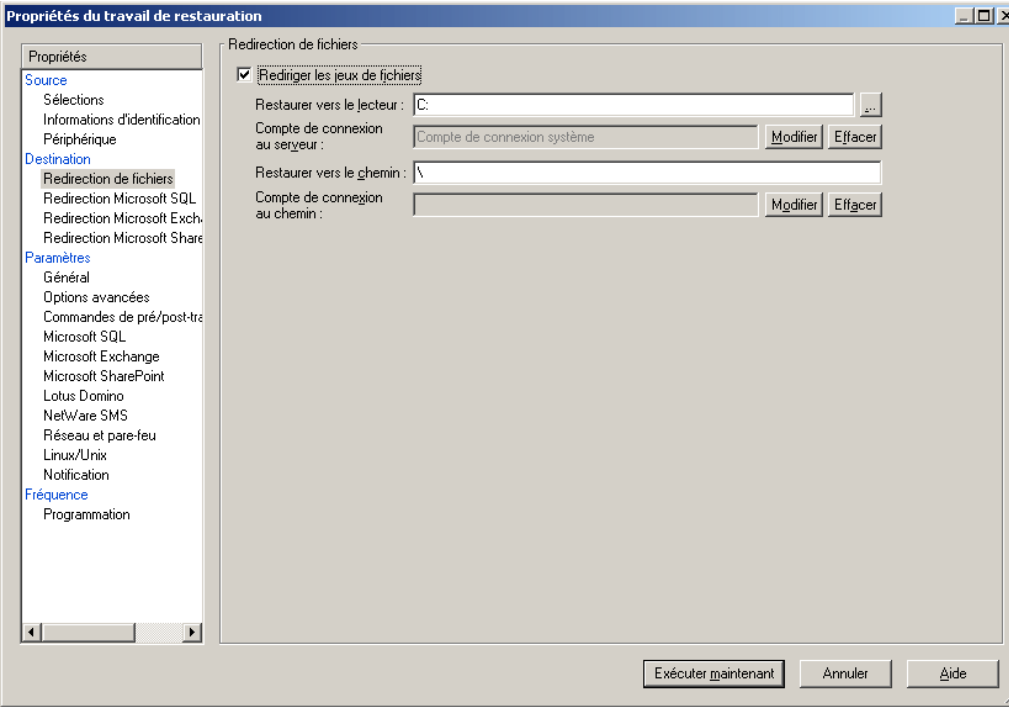 Propriétés du travail de restauration
Propriétés
Source
Sélections
Informations d'identification
Périphérique
Destination
Redirection de fichiers
Redirection Microsoft SQL
Redirection Microsoft Exch
Redirection Microsoft Share
Paramètres
Général
Options avancées
Commandes de pré/post-tra
Microsoft SQL
Microsoft Exchange
Microsoft SharePoint
Lotus Domino
NetWare SMS
Réseau et pare-feu
Linux/Unix
Notification
Fréquence
Programmation
Redirection de fichiers
Rediriger les jeux de fichiers
Restaurer vers le lecteur : C: ...
Compte de connexion
au serveur : Compte de connexion système Modifier Effacer
Restaurer vers le chemin : \
Compte de connexion
au chemin : Modifier Effacer
Exécuter maintenant Annuler Aide